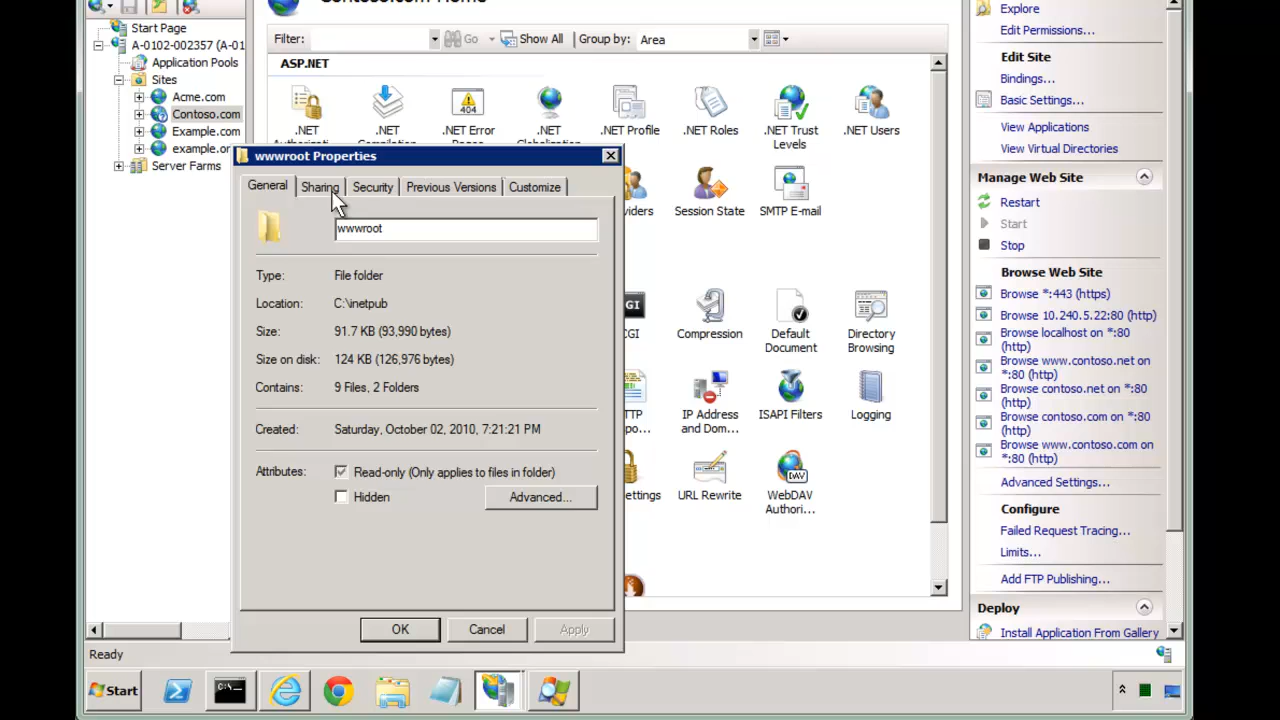 Contoso.com Home
Explore
Edit Permissions...
Start Page
A-0102-002357 (A-01
Application Pools
Sites
Acme.com
Contoso.com
Example.com
example.or
Server Farms
Filter:
Go
Show All
Group by:
Area
ASP.NET
.NET
.NET
.NET Error
.NET
.NET Profile
.NET Roles
.NET Trust
Levels
.NET Users
Session State
SMTP E-mail
Compression
Default
Document
Directory
Browsing
IP Address
and Dom...
ISAPI Filters
Logging
URL Rewrite
WebDAV
Authori...
404
DAV
wwwroot Properties
General
Sharing
Security
Previous Versions
Customize
wwwroot
Type:
File folder
Location:
C:\inetpub
Size:
91.7 KB (93,990 bytes)
Size on disk:
124 KB (126,976 bytes)
Contains:
9 Files, 2 Folders
Created:
Saturday, October 02, 2010, 7:21:21 PM
Attributes:
Read-only (Only applies to files in folder)
Hidden
Advanced...
OK
Cancel
Apply
Edit Site
Bindings...
Basic Settings...
View Applications
View Virtual Directories
Manage Web Site
Restart
Start
Stop
Browse Web Site
Browse *:443 (https)
Browse 10.240.5.22:80 (http)
Browse localhost on *:80
(http)
Browse www.contoso.net on
*:80 (http)
Browse contoso.net on *:80
(http)
Browse contoso.com on *:80
(http)
Browse www.contoso.com on
*:80 (http)
Advanced Settings...
Configure
Failed Request Tracing...
Limits...
Add FTP Publishing...
Deploy
Install Application From Gallery
Ready
Start